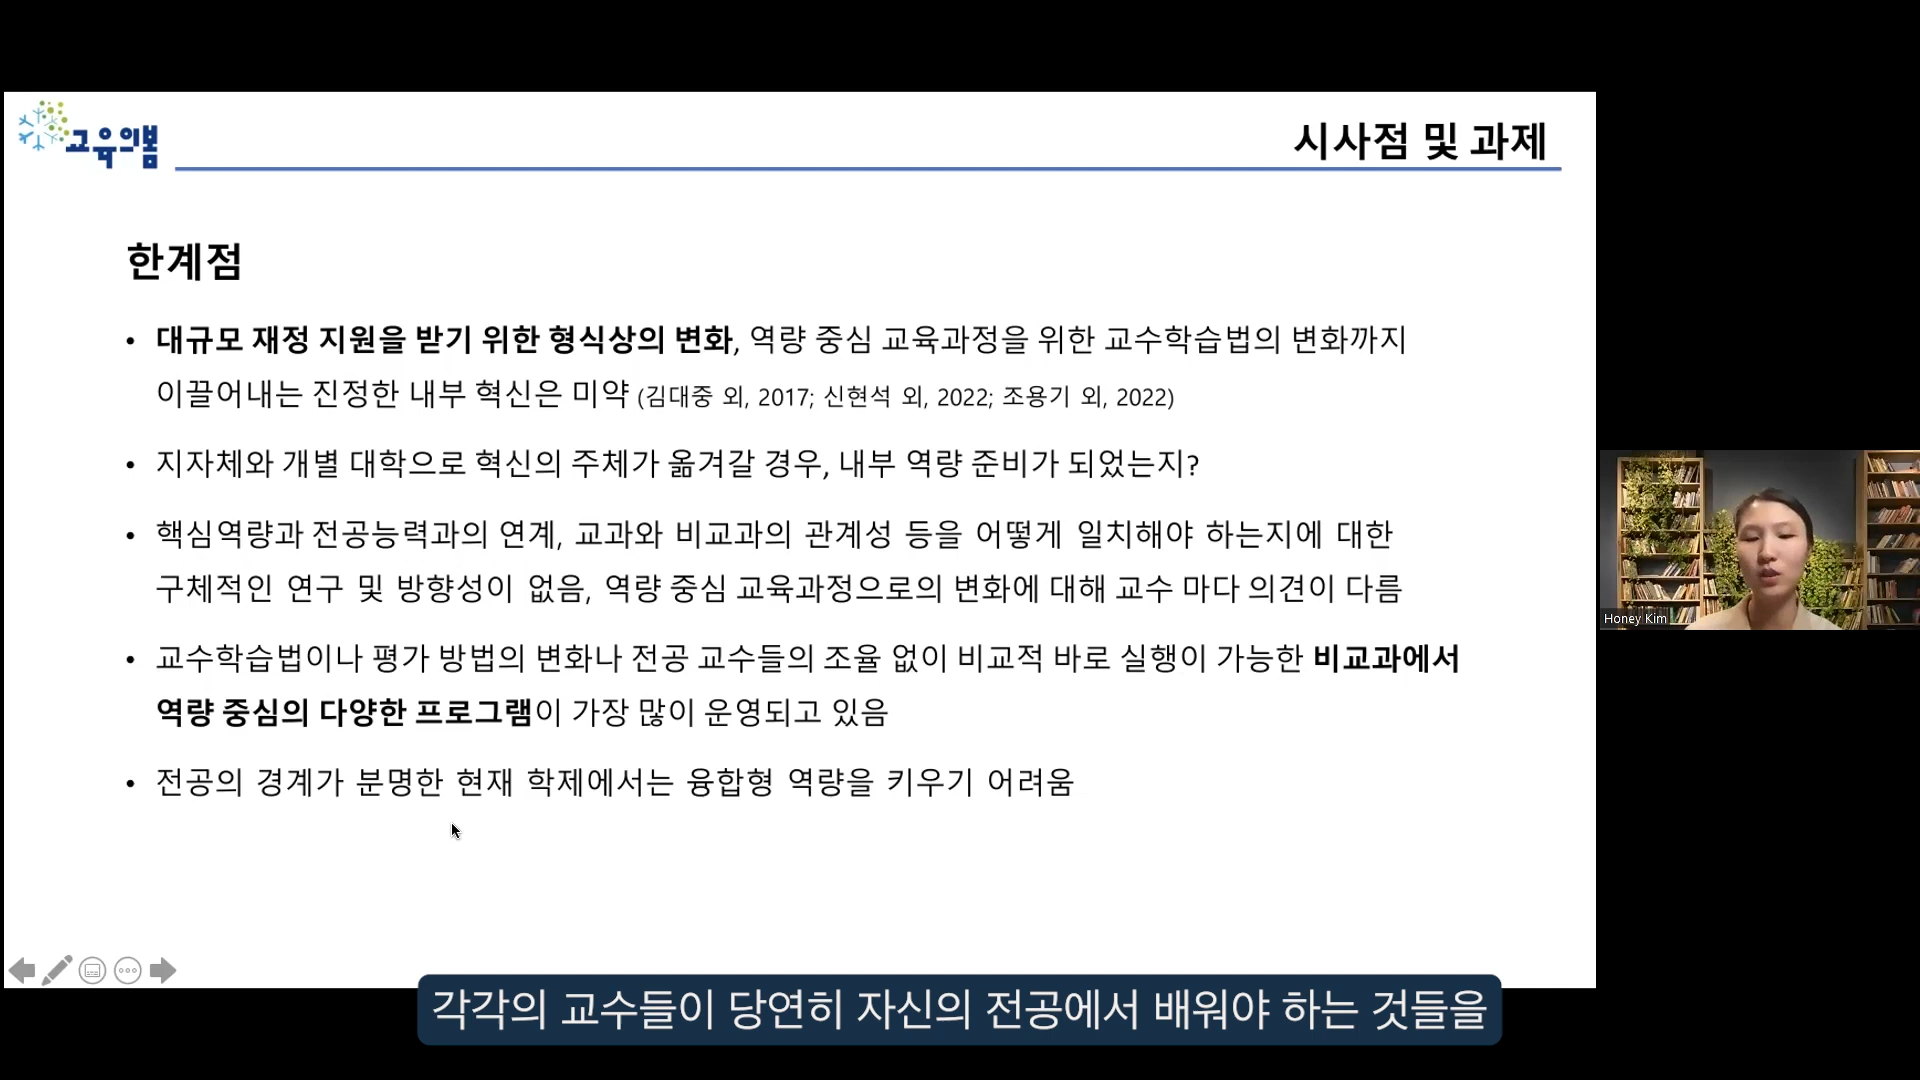 교육의봄
시사점 및 과제
한계점
• 대규모 재정 지원을 받기 위한 형식상의 변화, 역량 중심 교육과정을 위한 교수학습법의 변화까지
이끌어내는 진정한 내부 혁신은 미약 (김대중 외, 2017; 신현석 외, 2022; 조용기 외, 2022)
• 지자체와 개별 대학으로 혁신의 주체가 옮겨갈 경우, 내부 역량 준비가 되었는지?
• 핵심역량과 전공능력과의 연계, 교과와 비교과의 관계성 등을 어떻게 일치해야 하는지에 대한
구체적인 연구 및 방향성이 없음, 역량 중심 교육과정으로의 변화에 대해 교수 마다 의견이 다름
• 교수학습법이나 평가 방법의 변화나 전공 교수들의 조율 없이 비교적 바로 실행이 가능한 비교과에서
역량 중심의 다양한 프로그램이 가장 많이 운영되고 있음
• 전공의 경계가 분명한 현재 학제에서는 융합형 역량을 키우기 어려움
Honey Kim
각각의 교수들이 당연히 자신의 전공에서 배워야 하는 것들을